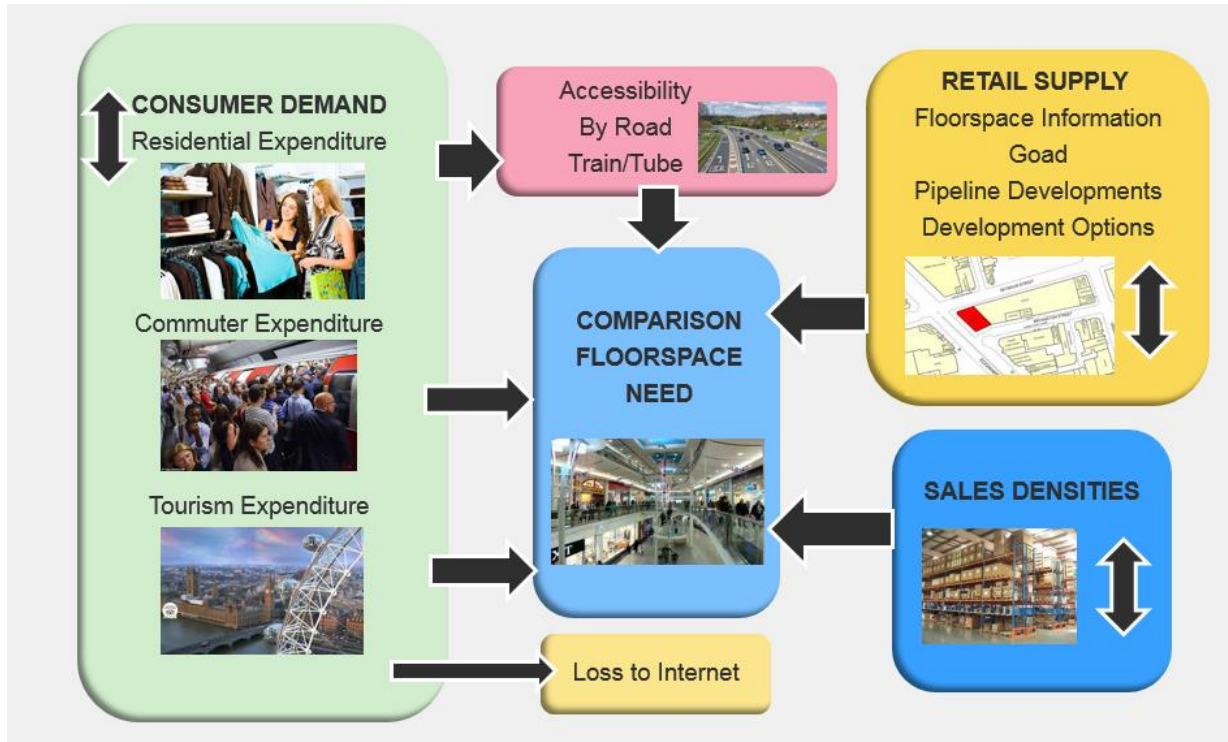 CONSUMER DEMAND
Residential Expenditure
Commuter Expenditure
Tourism Expenditure
Accessibility
By Road
Train/Tube
COMPARISON
FLOORSPACE
NEED
Loss to Internet
RETAIL SUPPLY
Floorspace Information
Goad
Pipeline Developments
Development Options
SALES DENSITIES